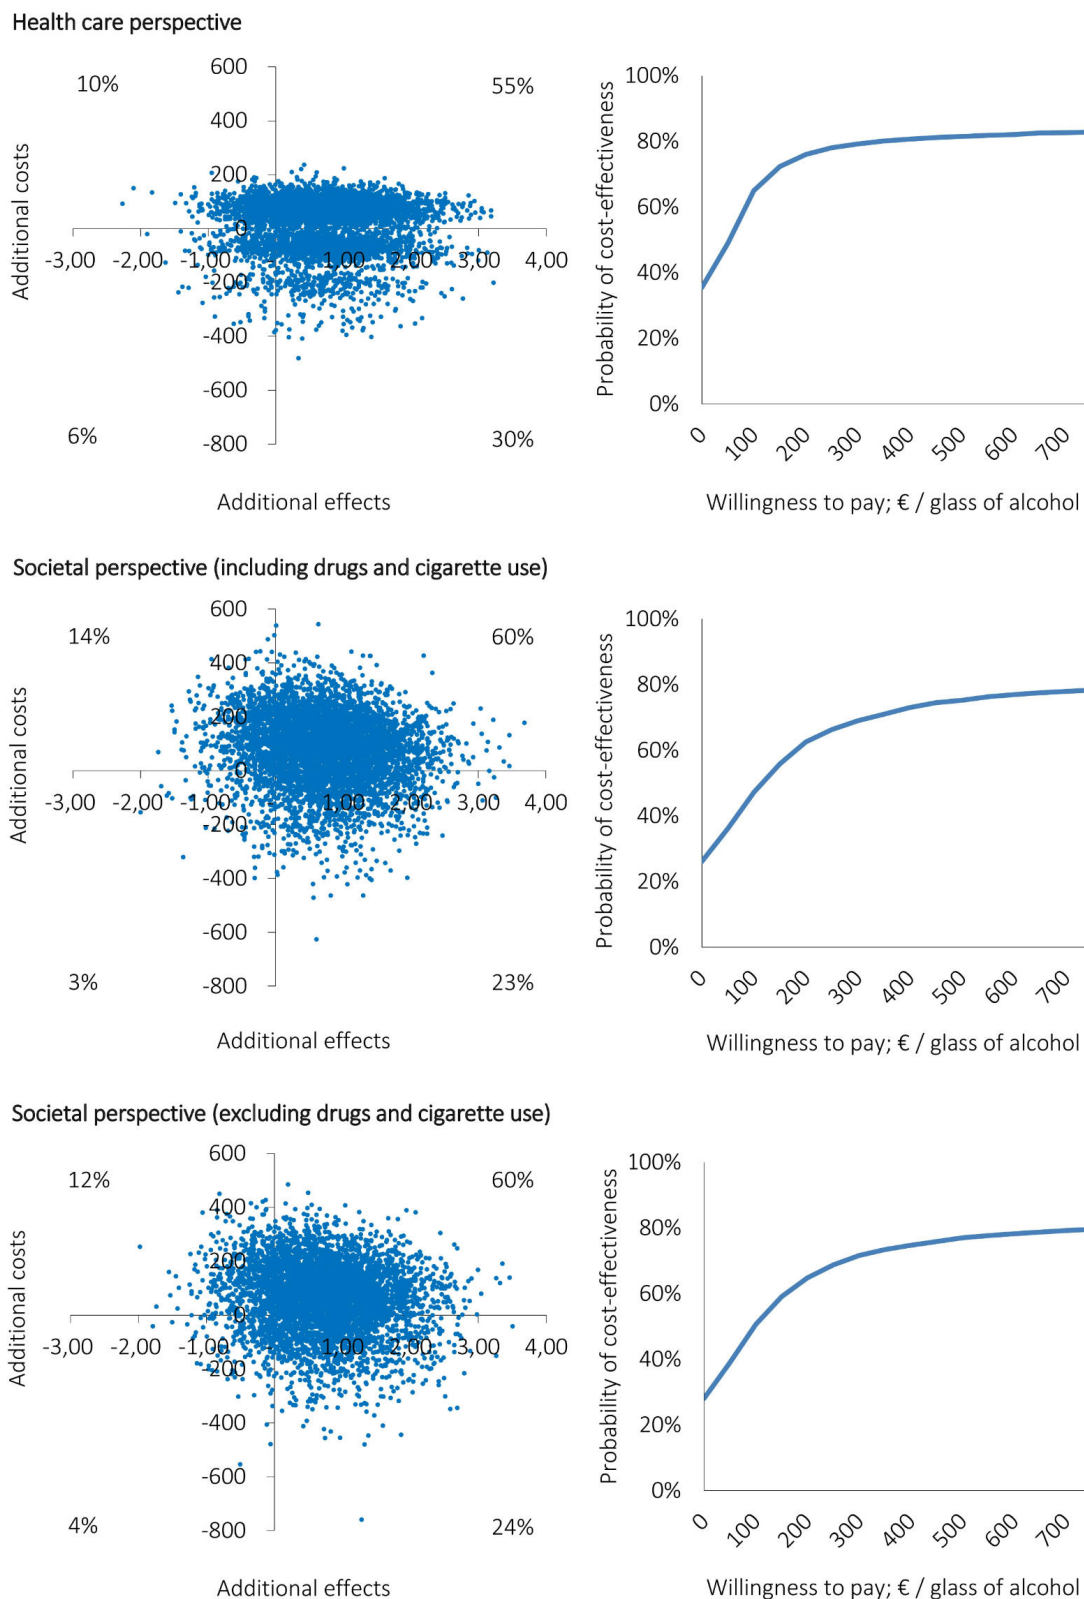 Health care perspective
10%
55%
600
400
200
0
-200
-400
-600
-800
-3,00 -2,00 -1,00 - 1,00 2,00 3,00 4,00
6%
30%
Additional costs
Additional effects
100%
80%
60%
40%
20%
0%
0 100 200 300 400 500 600 700
Probability of cost-effectiveness
Willingness to pay; € / glass of alcohol
Societal perspective (including drugs and cigarette use)
14%
60%
600
400
200
0
-200
-400
-600
-800
-3,00 -2,00 -1,00 1,00 2,00 3,00 4,00
3%
23%
Additional costs
Additional effects
100%
80%
60%
40%
20%
0%
0 100 200 300 400 500 600 700
Probability of cost-effectiveness
Willingness to pay; € / glass of alcohol
Societal perspective (excluding drugs and cigarette use)
12%
60%
600
400
200
0
-200
-400
-600
-800
-3,00 -2,00 -1,00 1,00 2,00 3,00 4,00
4%
24%
Additional costs
Additional effects
100%
80%
60%
40%
20%
0%
0 100 200 300 400 500 600 700
Probability of cost-effectiveness
Willingness to pay; € / glass of alcohol